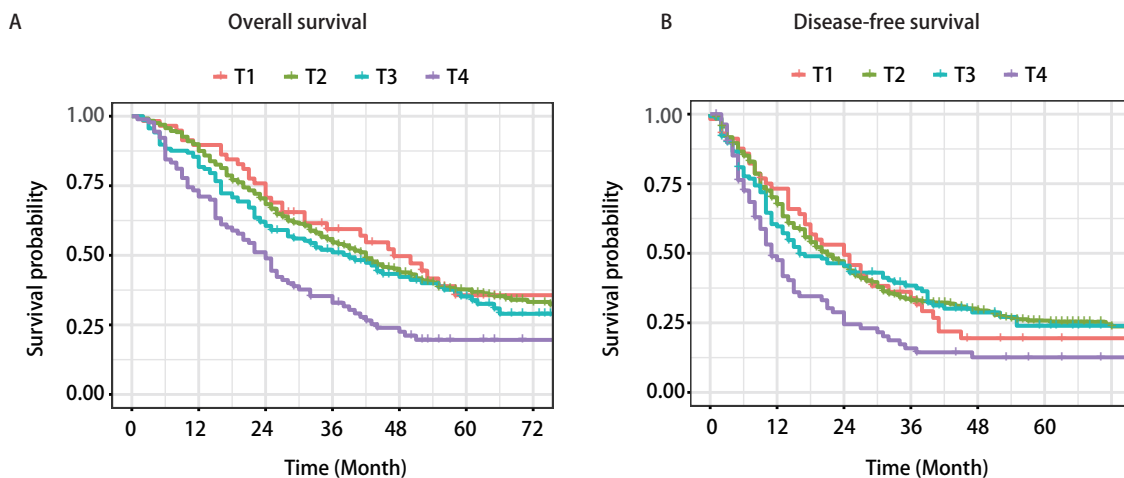 A
Overall survival
T1 T2 T3 T4
Survival probability
1.00
0.75
0.50
0.25
0.00
0 12 24 36 48 60 72
Time (Month)
B
Disease-free survival
T1 T2 T3 T4
Survival probability
1.00
0.75
0.50
0.25
0.00
0 12 24 36 48 60
Time (Month)